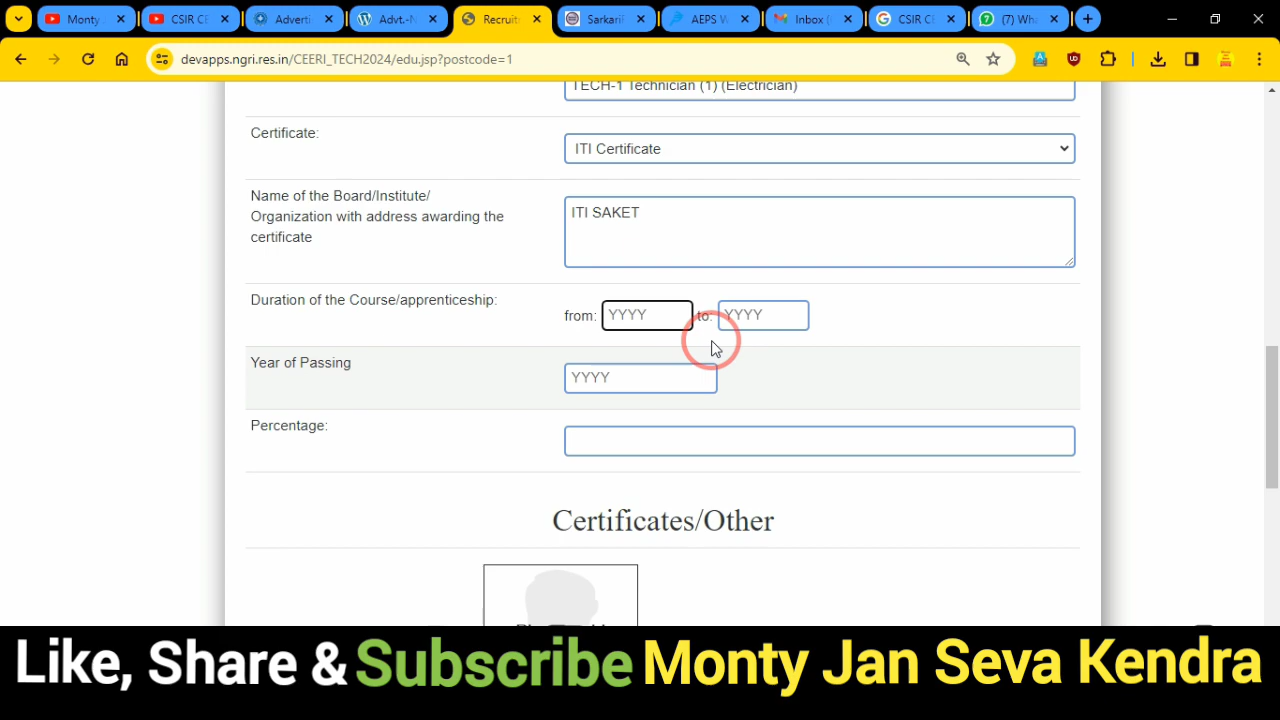 Monty
CSIR CE
Adverti
Advt.-N
Recruit
Sarkari
AEPS W
Inbox (
CSIR CE
(7) Wha
devapps.ngri.res.in/CEERI_TECH2024/edu.jsp?postcode=1
TECH-1 Technician (1) (Electrician)
Certificate:
ITI Certificate
Name of the Board/Institute/
Organization with address awarding the
certificate
ITI SAKET
Duration of the Course/apprenticeship:
from: YYYY to: YYYY
Year of Passing
YYYY
Percentage:
Certificates/Other
Like, Share & Subscribe Monty Jan Seva Kendra